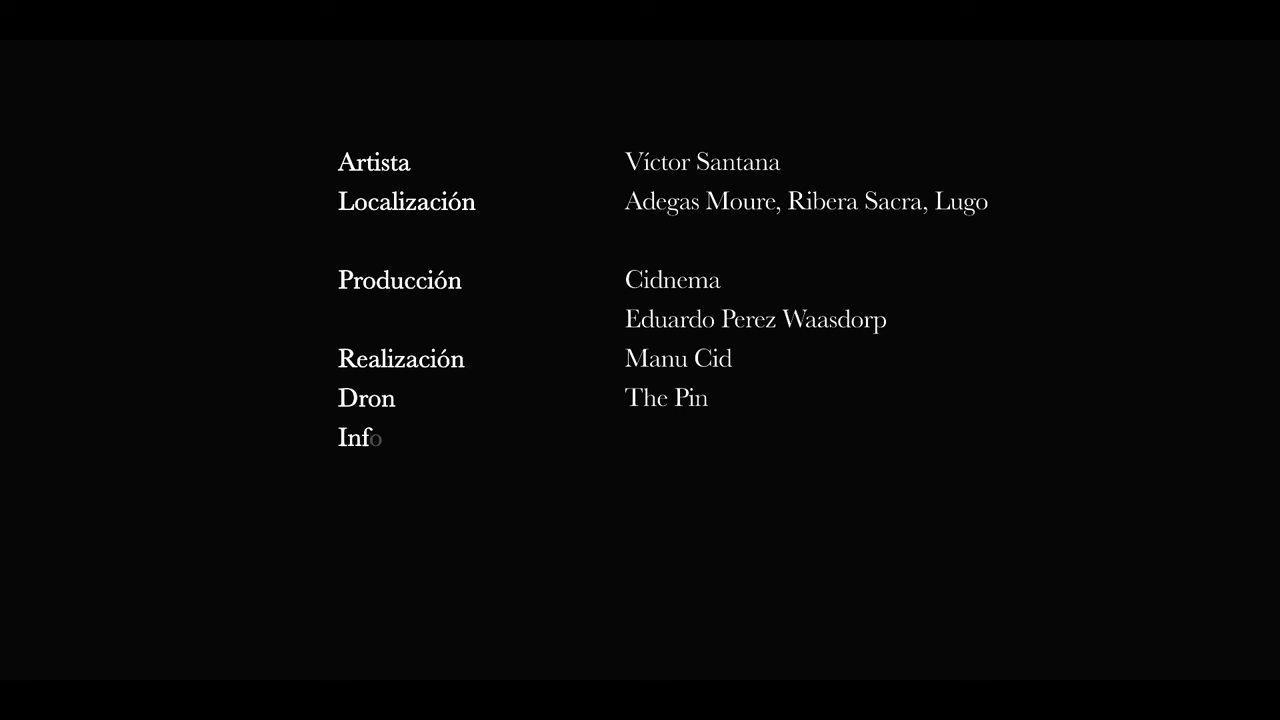 Artista Víctor Santana
Localización Adegas Moure, Ribera Sacra, Lugo
Producción Cidnema
Eduardo Perez Waasdorp
Realización Manu Cid
Dron The Pin
Info